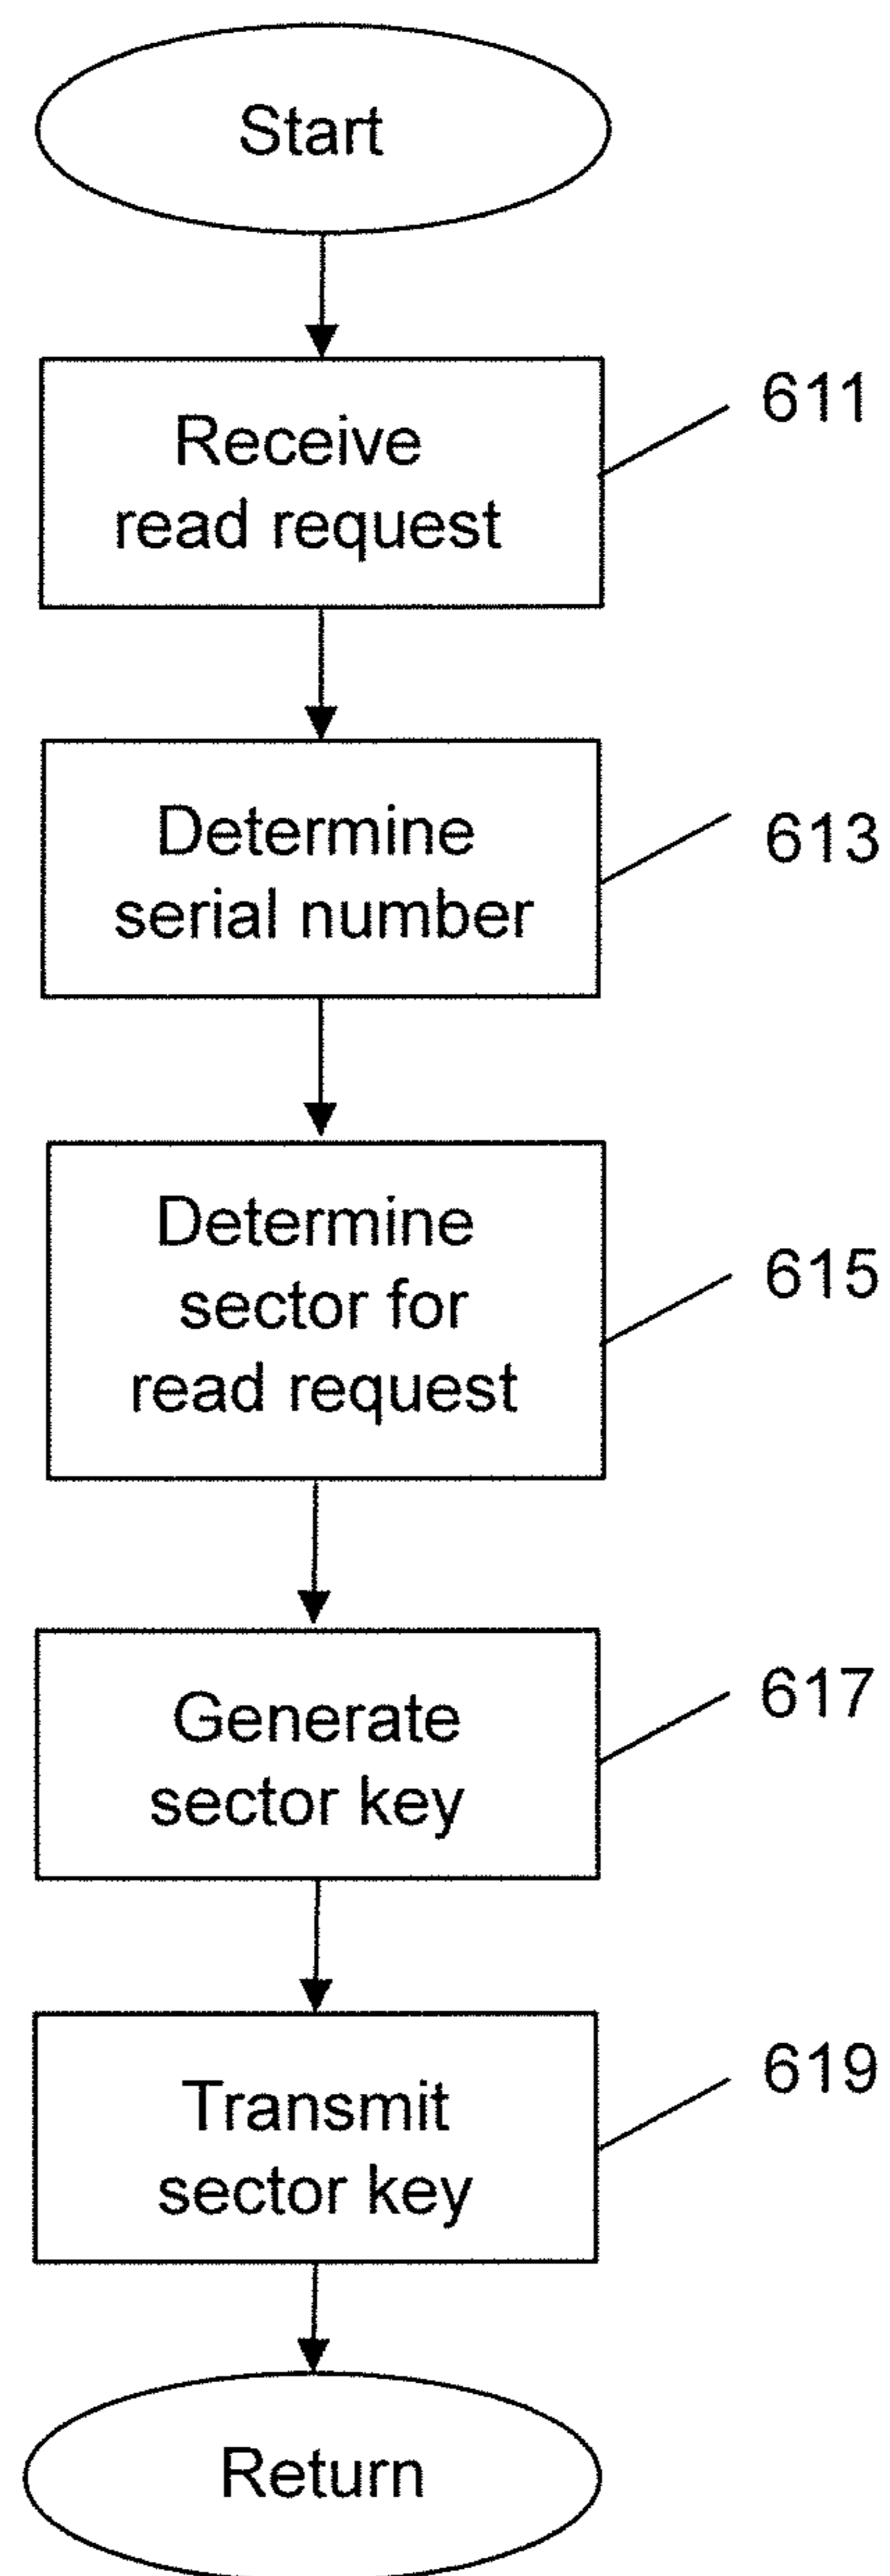 Start
Receive
read request
611
Determine
serial number
613
Determine
sector for
read request
615
Generate
sector key
617
Transmit
sector key
619
Return